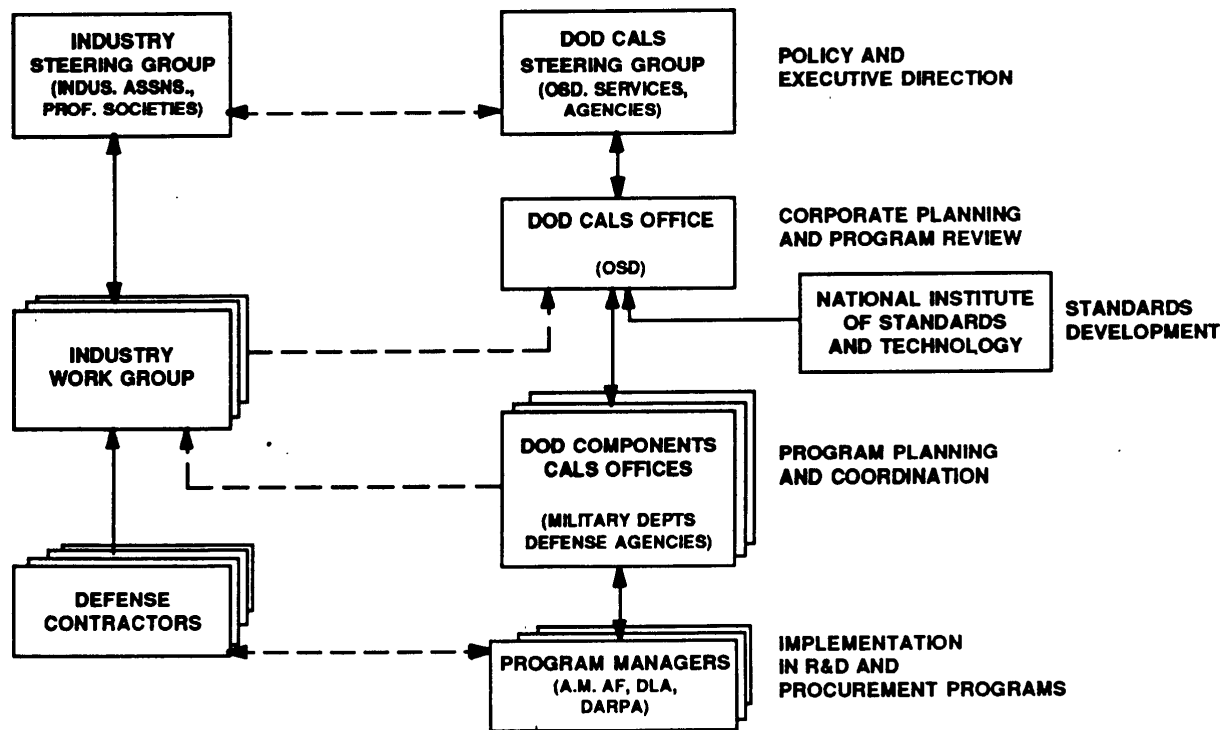 INDUSTRY
STEERING GROUP
(INDUS. ASSNS.,
PROF. SOCIETIES)
DOD CALS
STEERING GROUP
(OSD. SERVICES,
AGENCIES)
POLICY AND
EXECUTIVE DIRECTION
DOD CALS OFFICE
(OSD)
CORPORATE PLANNING
AND PROGRAM REVIEW
NATIONAL INSTITUTE
OF STANDARDS
AND TECHNOLOGY
STANDARDS
DEVELOPMENT
INDUSTRY
WORK GROUP
DOD COMPONENTS
CALS OFFICES
(MILITARY DEPTS
DEFENSE AGENCIES)
PROGRAM PLANNING
AND COORDINATION
DEFENSE
CONTRACTORS
PROGRAM MANAGERS
(A.M. AF, DLA,
DARPA)
IMPLEMENTATION
IN R&D AND
PROCUREMENT PROGRAMS